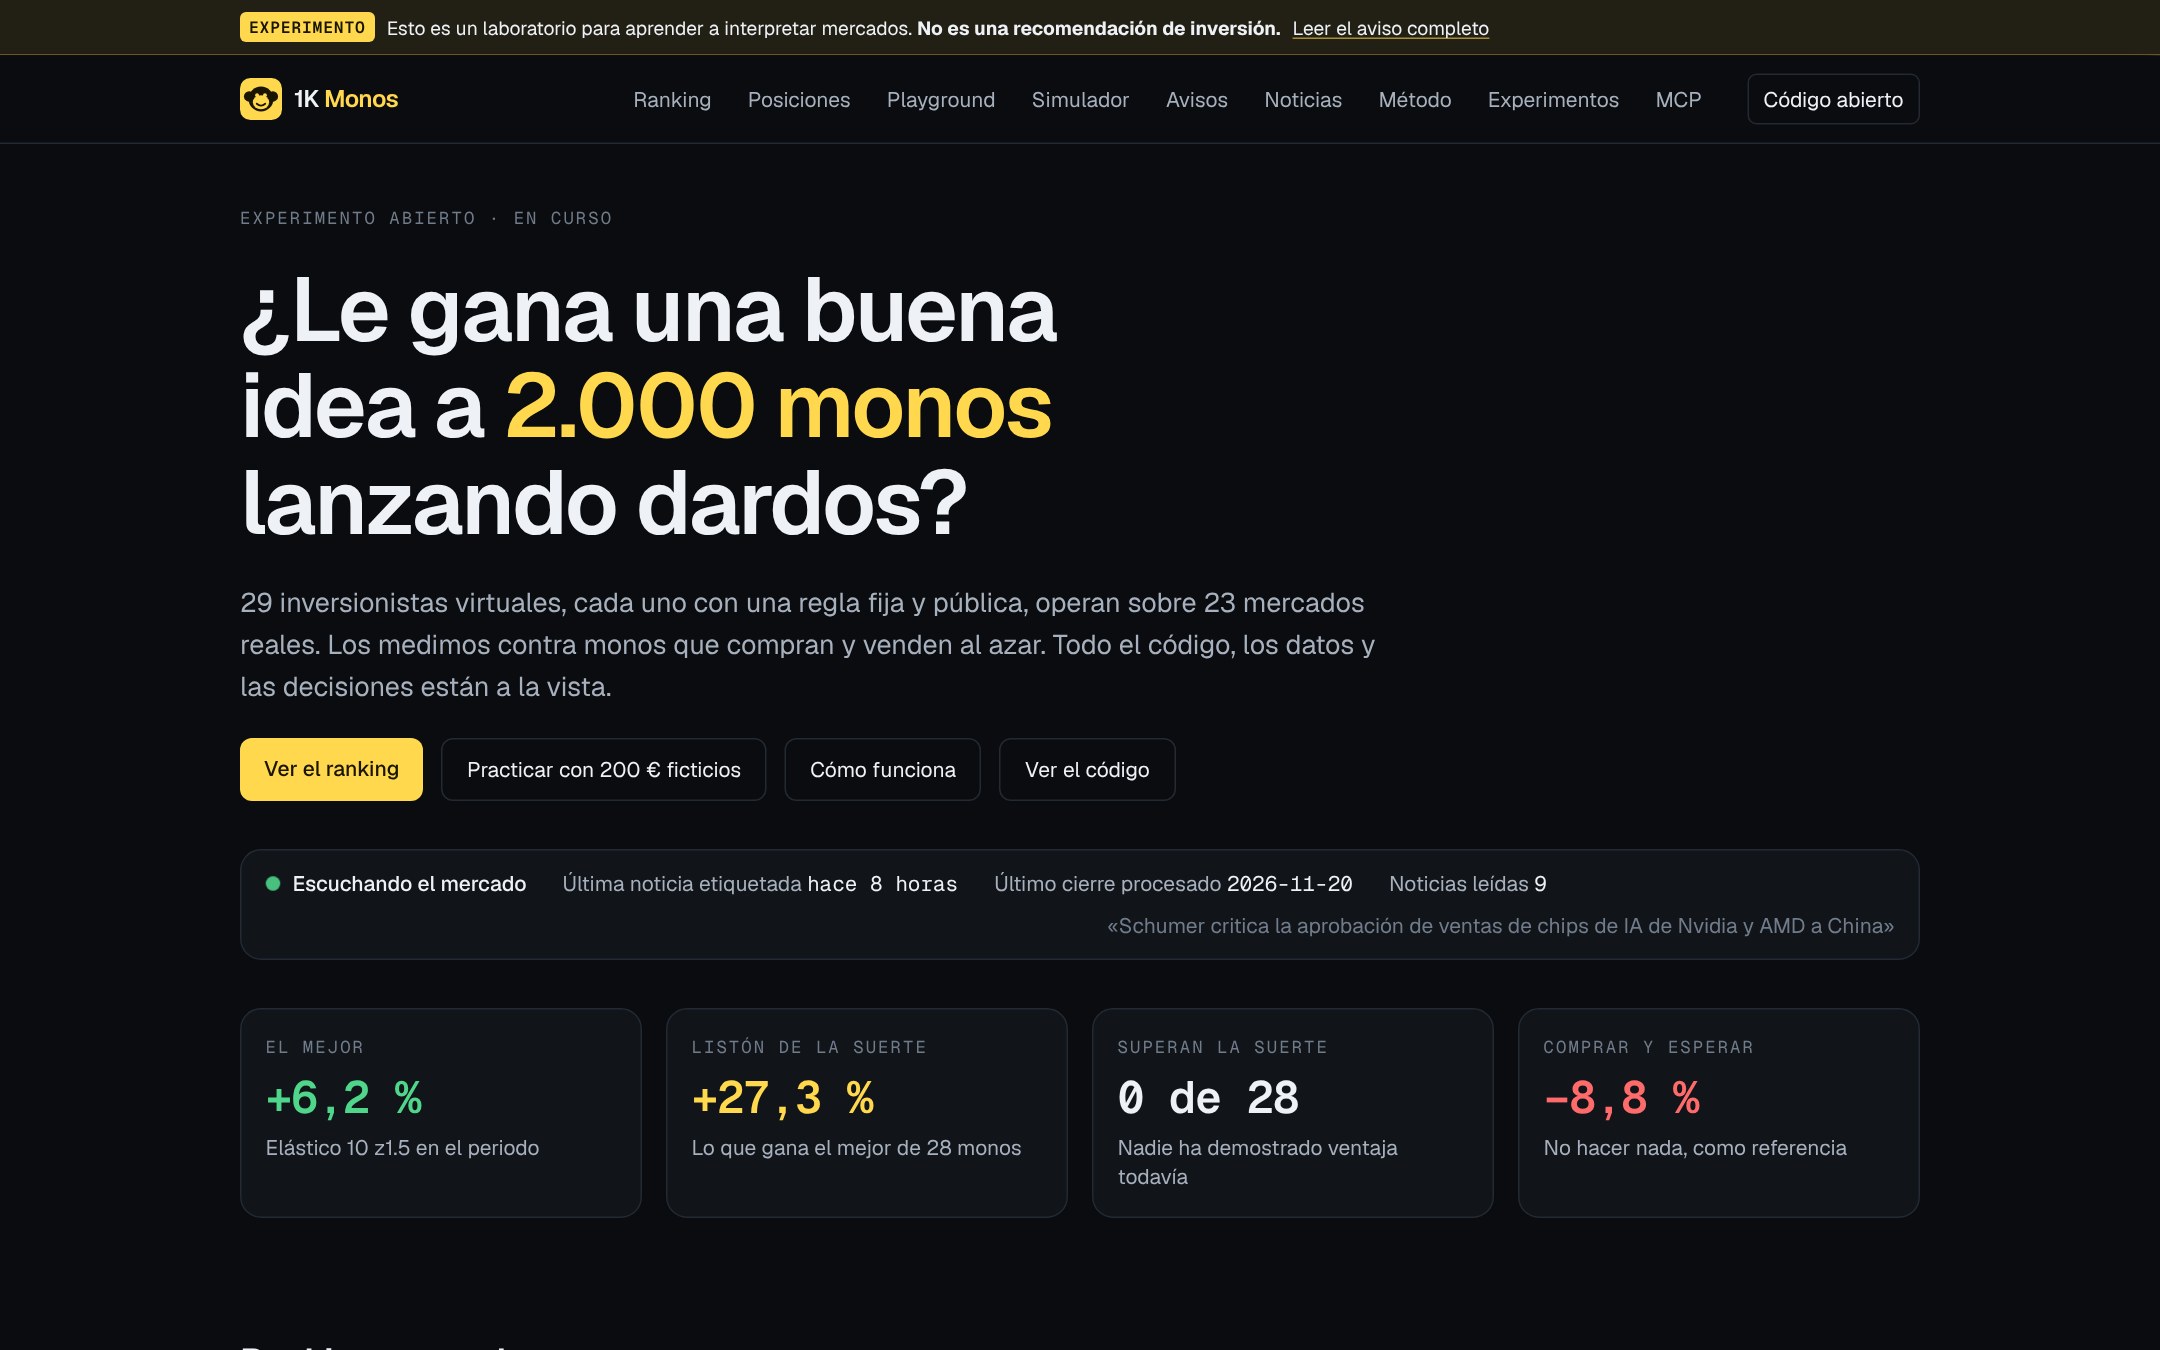 EXPERIMENTO Esto es un laboratorio para aprender a interpretar mercados. No es una recomendación de inversión. Leer el aviso completo
1K Monos Ranking Posiciones Playground Simulador Avisos Noticias Método Experimentos MCP Código abierto
EXPERIMENTO ABIERTO · EN CURSO
¿Le gana una buena
idea a 2.000 monos
lanzando dardos?
29 inversionistas virtuales, cada uno con una regla fija y pública, operan sobre 23 mercados
reales. Los medimos contra monos que compran y venden al azar. Todo el código, los datos y
las decisiones están a la vista.
Ver el ranking Practicar con 200 € ficticios Cómo funciona Ver el código
Escuchando el mercado Última noticia etiquetada hace 8 horas Último cierre procesado 2026-11-20 Noticias leídas 9
«Schumer critica la aprobación de ventas de chips de IA de Nvidia y AMD a China»
EL MEJOR
+6,2 %
Elástico 10 z1.5 en el periodo
LISTÓN DE LA SUERTE
+27,3 %
Lo que gana el mejor de 28 monos
SUPERAN LA SUERTE
0 de 28
Nadie ha demostrado ventaja
todavía
COMPRAR Y ESPERAR
−8,8 %
No hacer nada, como referencia